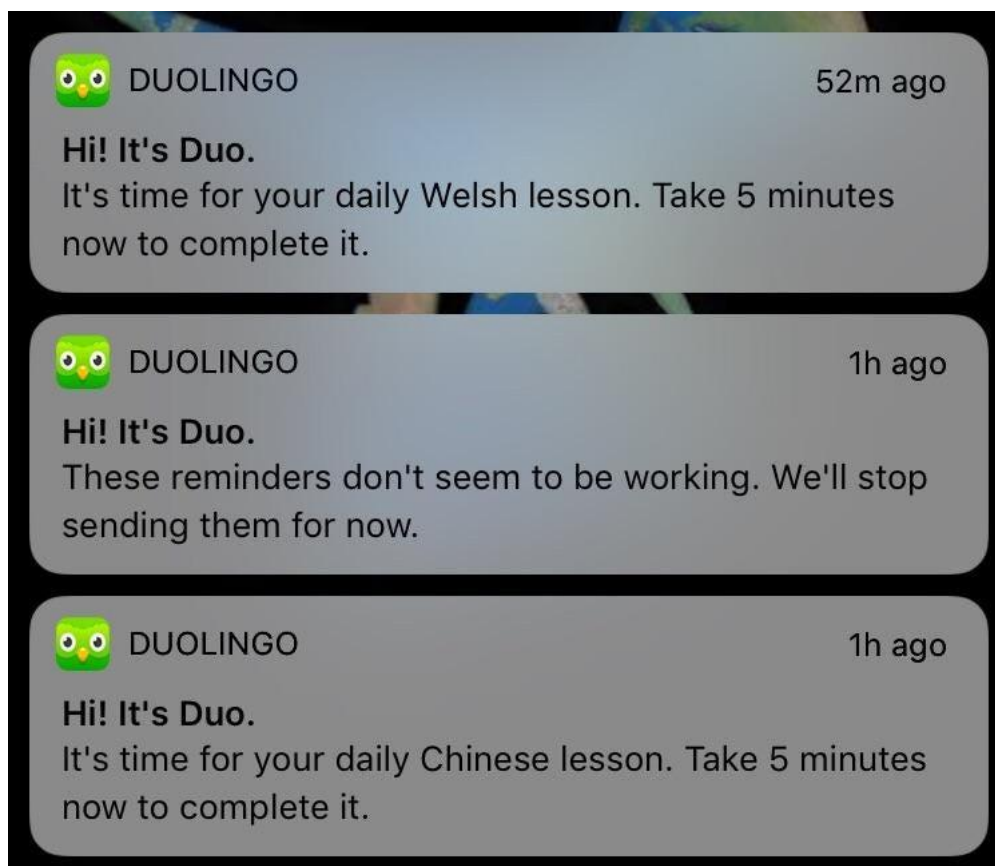 DUOLINGO 52m ago
Hi! It's Duo.
It's time for your daily Welsh lesson. Take 5 minutes
now to complete it.
DUOLINGO 1h ago
Hi! It's Duo.
These reminders don't seem to be working. We'll stop
sending them for now.
DUOLINGO 1h ago
Hi! It's Duo.
It's time for your daily Chinese lesson. Take 5 minutes
now to complete it.